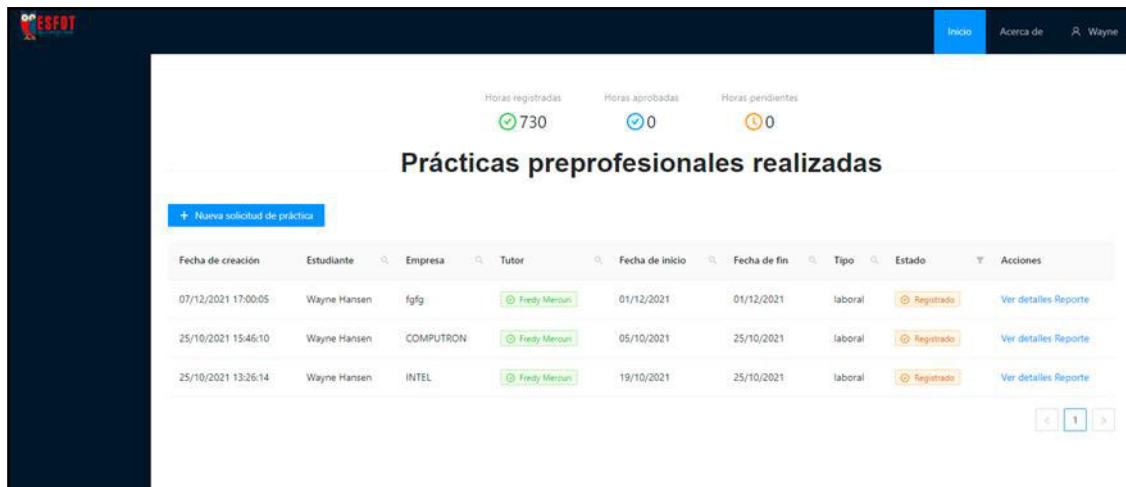 ESFOT
Inicio Acerca de Wayne
Horas registradas Horas aprobadas Horas pendientes
730 0 0
Prácticas preprofesionales realizadas
+ Nueva solicitud de práctica
Fecha de creación Estudiante Empresa Tutor Fecha de inicio Fecha de fin Tipo Estado Acciones
07/12/2021 17:00:05 Wayne Hansen fgfg Fredy Mercuri 01/12/2021 01/12/2021 laboral Registrado Ver detalles Reporte
25/10/2021 15:46:10 Wayne Hansen COMPUTRON Fredy Mercuri 05/10/2021 25/10/2021 laboral Registrado Ver detalles Reporte
25/10/2021 13:26:14 Wayne Hansen INTEL Fredy Mercuri 19/10/2021 25/10/2021 laboral Registrado Ver detalles Reporte
< 1 >